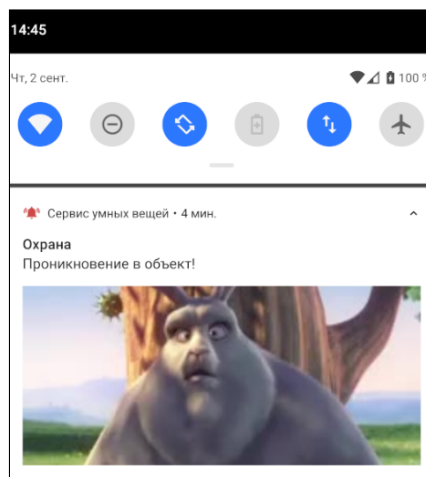 14:45
Чт, 2 сент. 100 %
Сервис умных вещей • 4 мин.
Охрана
Проникновение в объект!